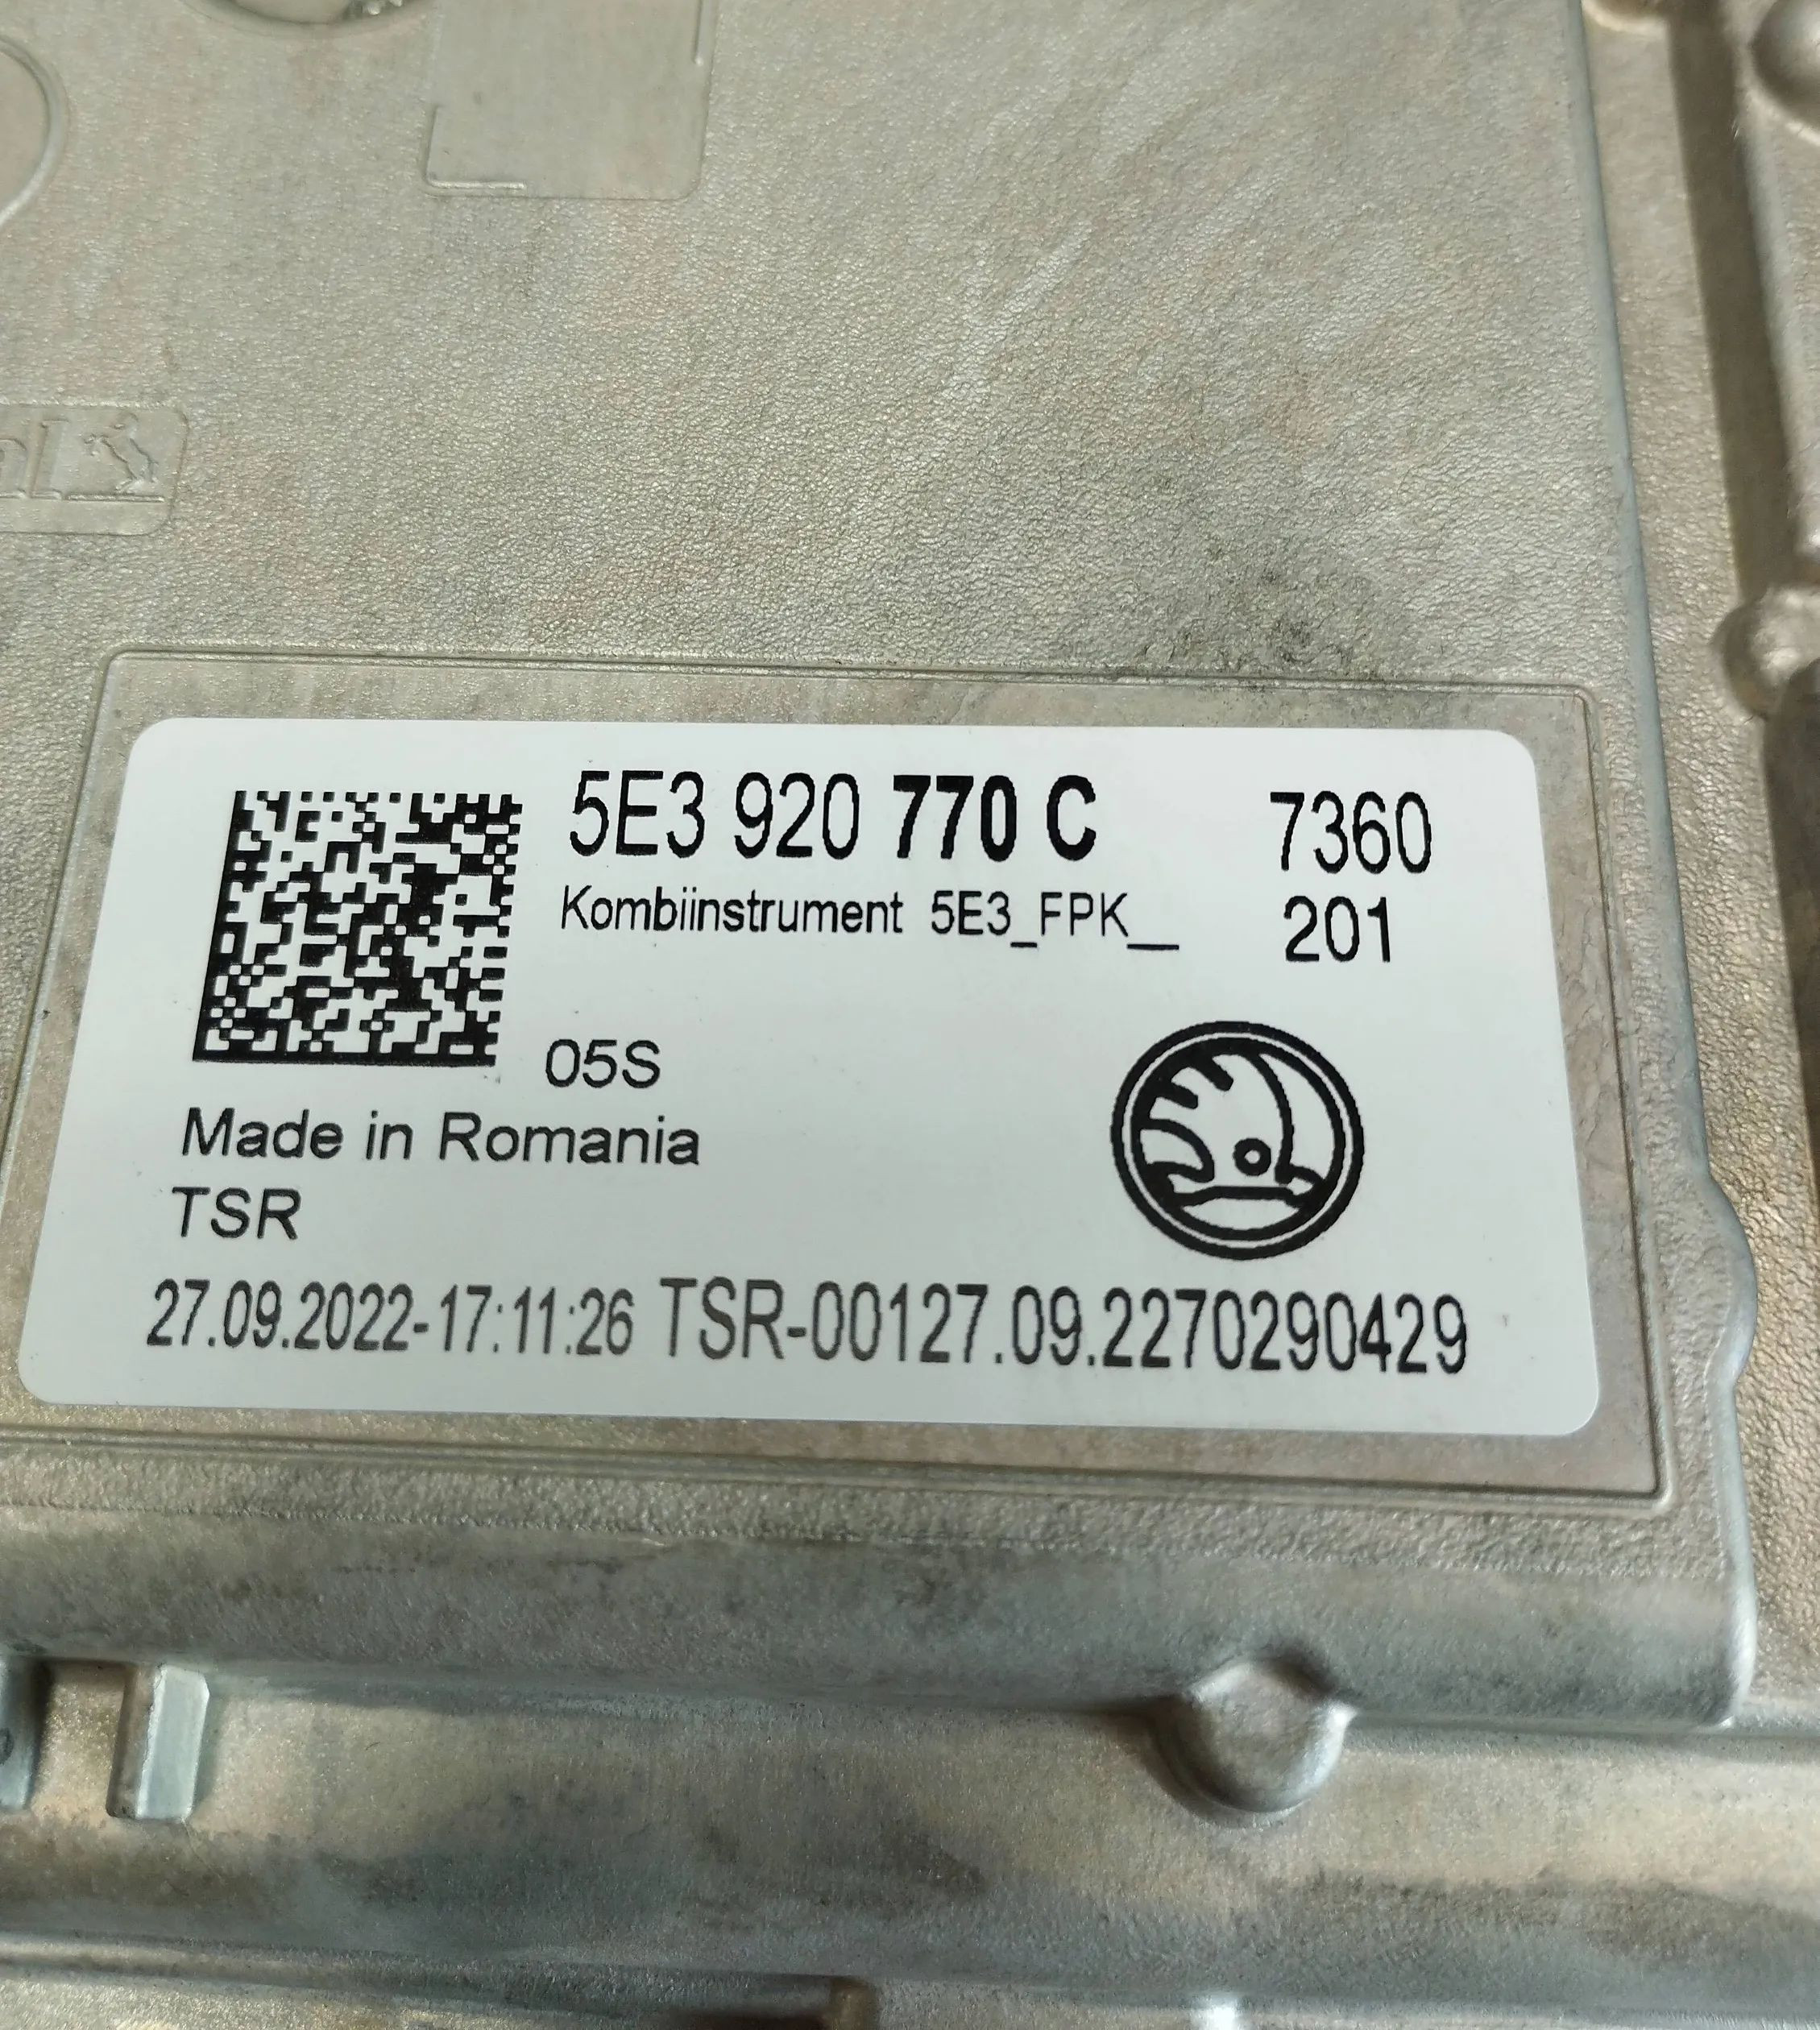 5E3 920 770 C 7360
Kombiinstrument 5E3_FPK__ 201
05S
Made in Romania
TSR
27.09.2022-17:11:26 TSR-00127.09.2270290429